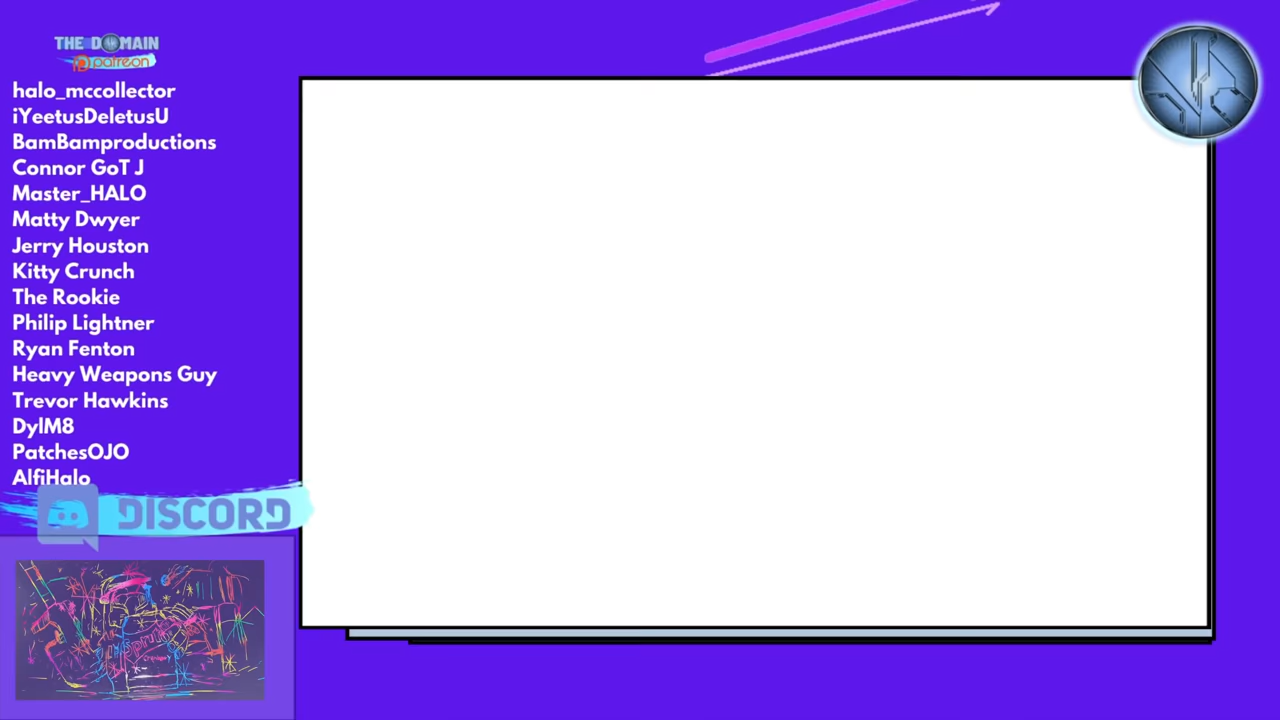 THE DOMAIN
patreon
halo_mccollector
iYeetusDeletusU
BamBamproductions
Connor GoT J
Master_HALO
Matty Dwyer
Jerry Houston
Kitty Crunch
The Rookie
Philip Lightner
Ryan Fenton
Heavy Weapons Guy
Trevor Hawkins
DylM8
PatchesOJO
AlfiHalo
DISCORD